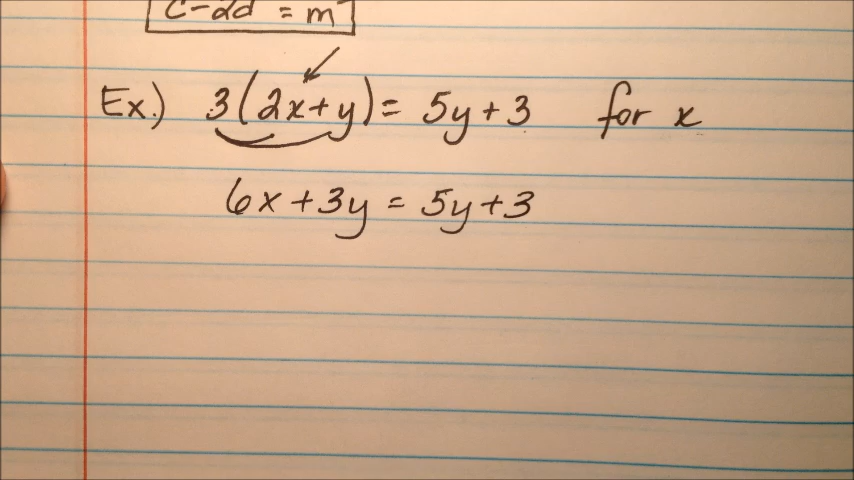 c-2d = m
Ex.) 3(2x+y) = 5y+3 for x
6x+3y = 5y+3